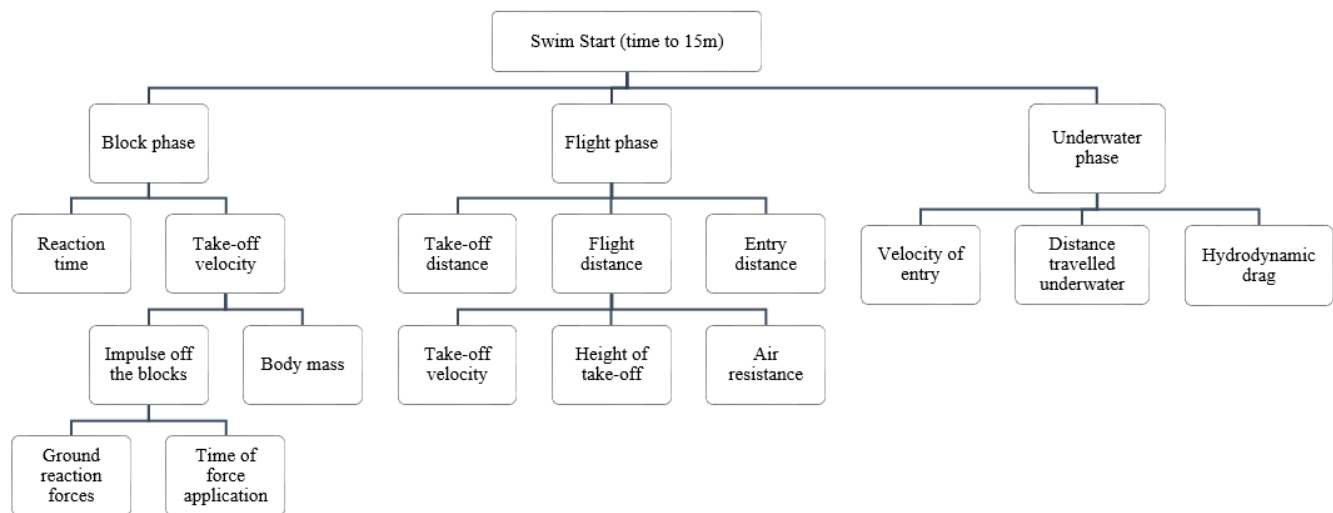 Swim Start (time to 15m)
Block phase
Flight phase
Underwater
phase
Reaction
time
Take-off
velocity
Take-off
distance
Flight
distance
Entry
distance
Velocity of
entry
Distance
travelled
underwater
Hydrodynamic
drag
Impulse off
the blocks
Body mass
Take-off
velocity
Height of
take-off
Air
resistance
Ground
reaction
forces
Time of
force
application